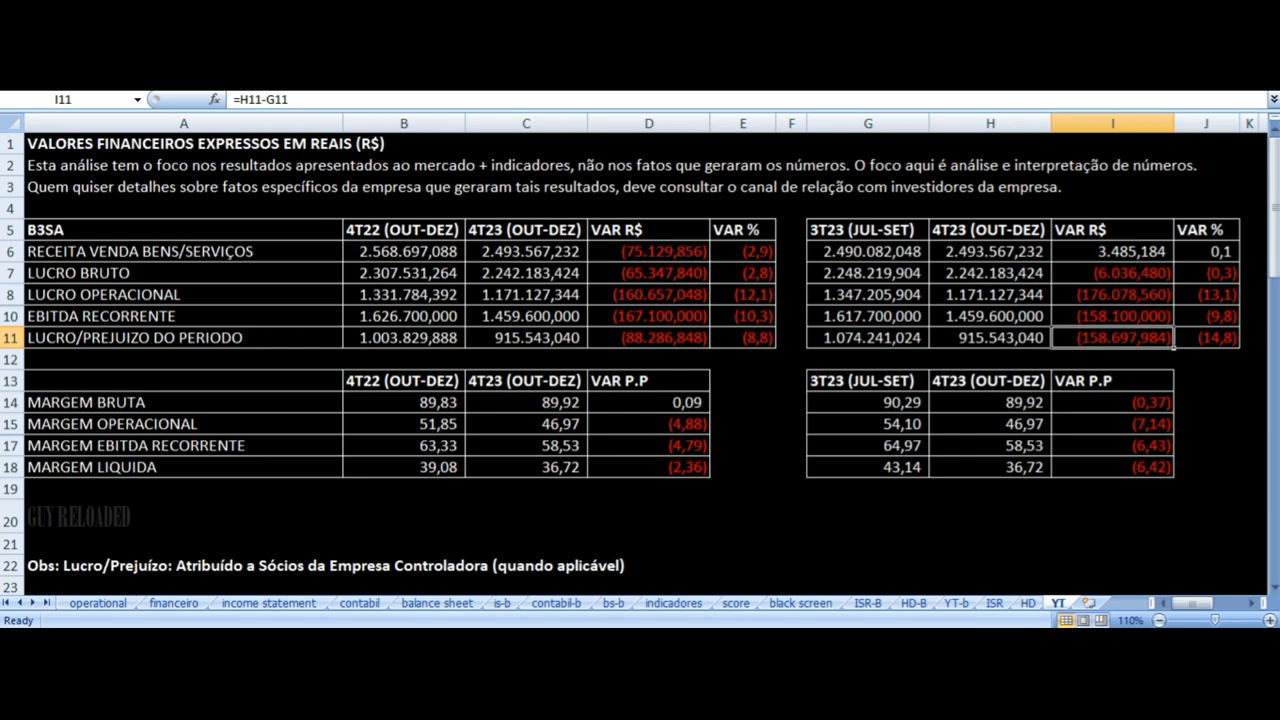 I11 fx =H11-G11
A B C D E F G H I J K
1 VALORES FINANCEIROS EXPRESSOS EM REAIS (R$)
2 Esta análise tem o foco nos resultados apresentados ao mercado + indicadores, não nos fatos que geraram os números. O foco aqui é análise e interpretação de números.
3 Quem quiser detalhes sobre fatos específicos da empresa que geraram tais resultados, deve consultar o canal de relação com investidores da empresa.
4
5 B3SA 4T22 (OUT-DEZ) 4T23 (OUT-DEZ) VAR R$ VAR % 3T23 (JUL-SET) 4T23 (OUT-DEZ) VAR R$ VAR %
6 RECEITA VENDA BENS/SERVIÇOS 2.568.697.088 2.493.567.232 (75.129,856) (2,9) 2.490.082,048 2.493.567,232 3.485,184 0,1
7 LUCRO BRUTO 2.307.531,264 2.242.183,424 (65.347,840) (2,8) 2.248.219,904 2.242.183,424 (6.036,480) (0,3)
8 LUCRO OPERACIONAL 1.331.784,392 1.171.127,344 (160.657,048) (12,1) 1.347.205,904 1.171.127,344 (176.078,560) (13,1)
10 EBITDA RECORRENTE 1.626.700,000 1.459.600,000 (167.100,000) (10,3) 1.617.700,000 1.459.600,000 (158.100,000) (9,8)
11 LUCRO/PREJUIZO DO PERIODO 1.003.829,888 915.543,040 (88.286,848) (8,8) 1.074.241,024 915.543,040 (158.697,984) (14,8)
12
13 4T22 (OUT-DEZ) 4T23 (OUT-DEZ) VAR P.P 3T23 (JUL-SET) 4T23 (OUT-DEZ) VAR P.P
14 MARGEM BRUTA 89,83 89,92 0,09 90,29 89,92 (0,37)
15 MARGEM OPERACIONAL 51,85 46,97 (4,88) 54,10 46,97 (7,14)
17 MARGEM EBITDA RECORRENTE 63,33 58,53 (4,79) 64,97 58,53 (6,43)
18 MARGEM LIQUIDA 39,08 36,72 (2,36) 43,14 36,72 (6,42)
19
20 GUY RELOADED
21
22 Obs: Lucro/Prejuízo: Atribuído a Sócios da Empresa Controladora (quando aplicável)
23
operational financeiro income statement contabil balance sheet is-b contabil-b bs-b indicadores score black screen ISR-B HD-B YT-b ISR HD YT
Ready 110%